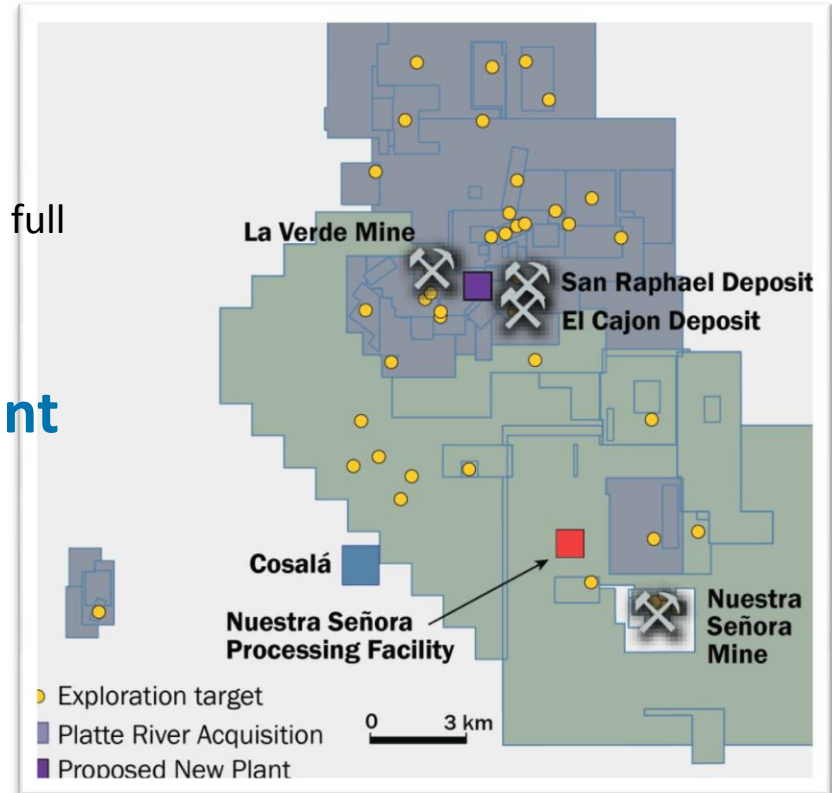 full
nt
La Verde Mine
San Raphael Deposit
El Cajon Deposit
Cosalá
Nuestra Señora
Processing Facility
Nuestra
Señora
Mine
Exploration target
Platte River Acquisition
Proposed New Plant
0 3 km